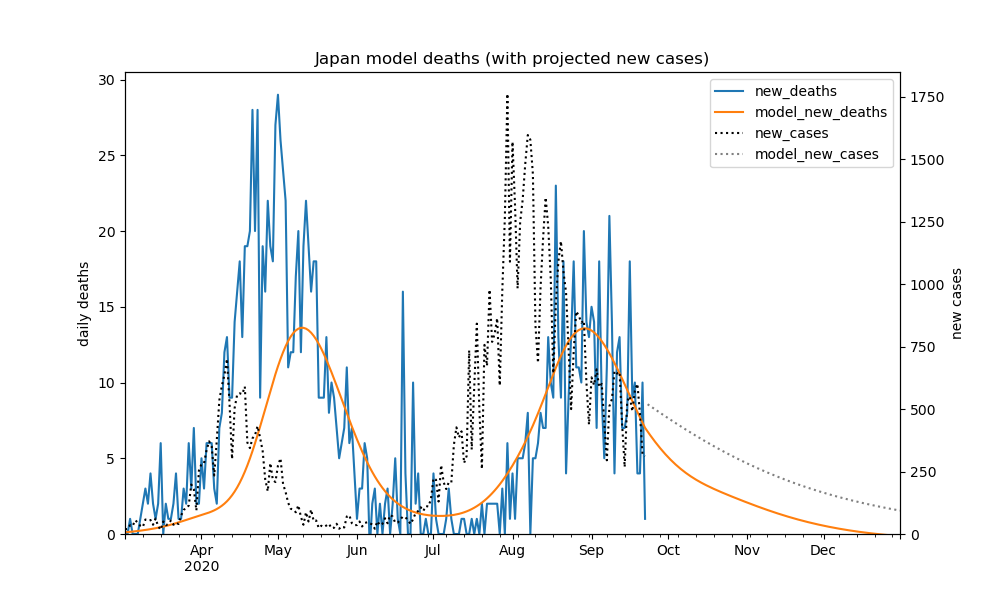 Japan model deaths (with projected new cases)
new_deaths
model_new_deaths
new_cases
model_new_cases
daily deaths
new cases
30
25
20
15
10
5
0
1750
1500
1250
1000
750
500
250
0
Apr May Jun Jul Aug Sep Oct Nov Dec
2020